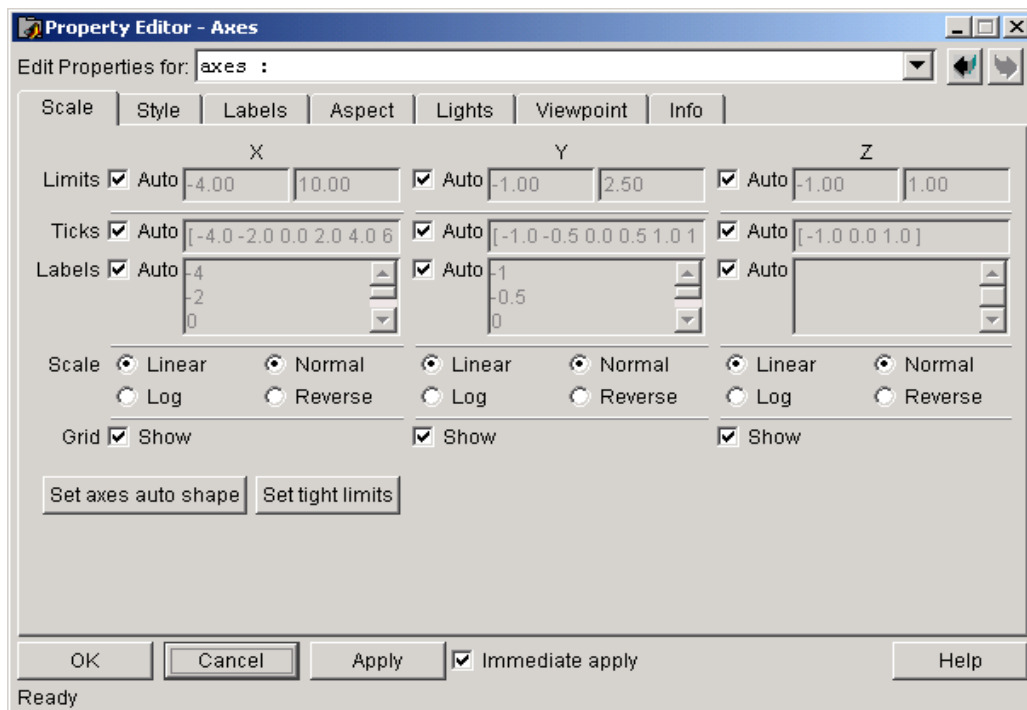 Property Editor - Axes
Edit Properties for: axes :
Scale Style Labels Aspect Lights Viewpoint Info
X Y Z
Limits Auto -4.00 10.00 Auto -1.00 2.50 Auto -1.00 1.00
Ticks Auto [ -4.0 -2.0 0.0 2.0 4.0 6 Auto [ -1.0 -0.5 0.0 0.5 1.0 1 Auto [ -1.0 0.0 1.0 ]
Labels Auto -4 Auto -1 Auto
-2 -0.5
0 0
Scale Linear Normal Linear Normal Linear Normal
Log Reverse Log Reverse Log Reverse
Grid Show Show Show
Set axes auto shape Set tight limits
OK Cancel Apply Immediate apply Help
Ready